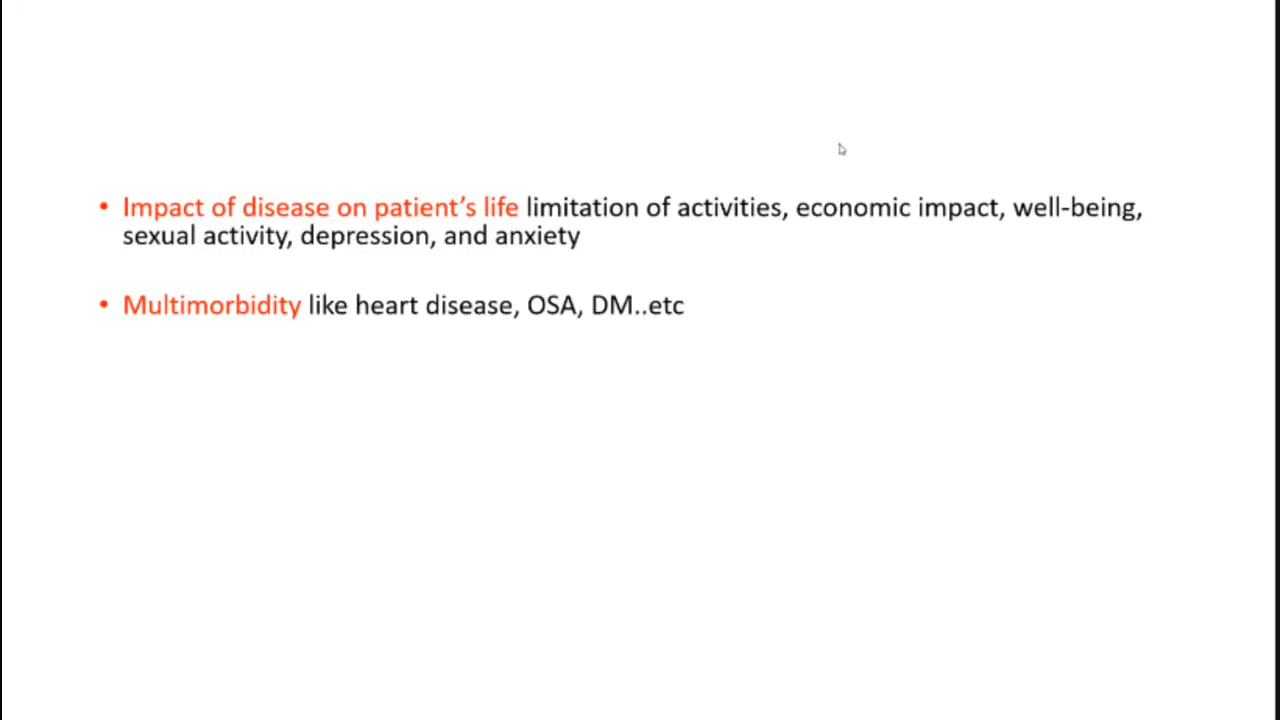 • Impact of disease on patient’s life limitation of activities, economic impact, well-being,
sexual activity, depression, and anxiety
• Multimorbidity like heart disease, OSA, DM..etc